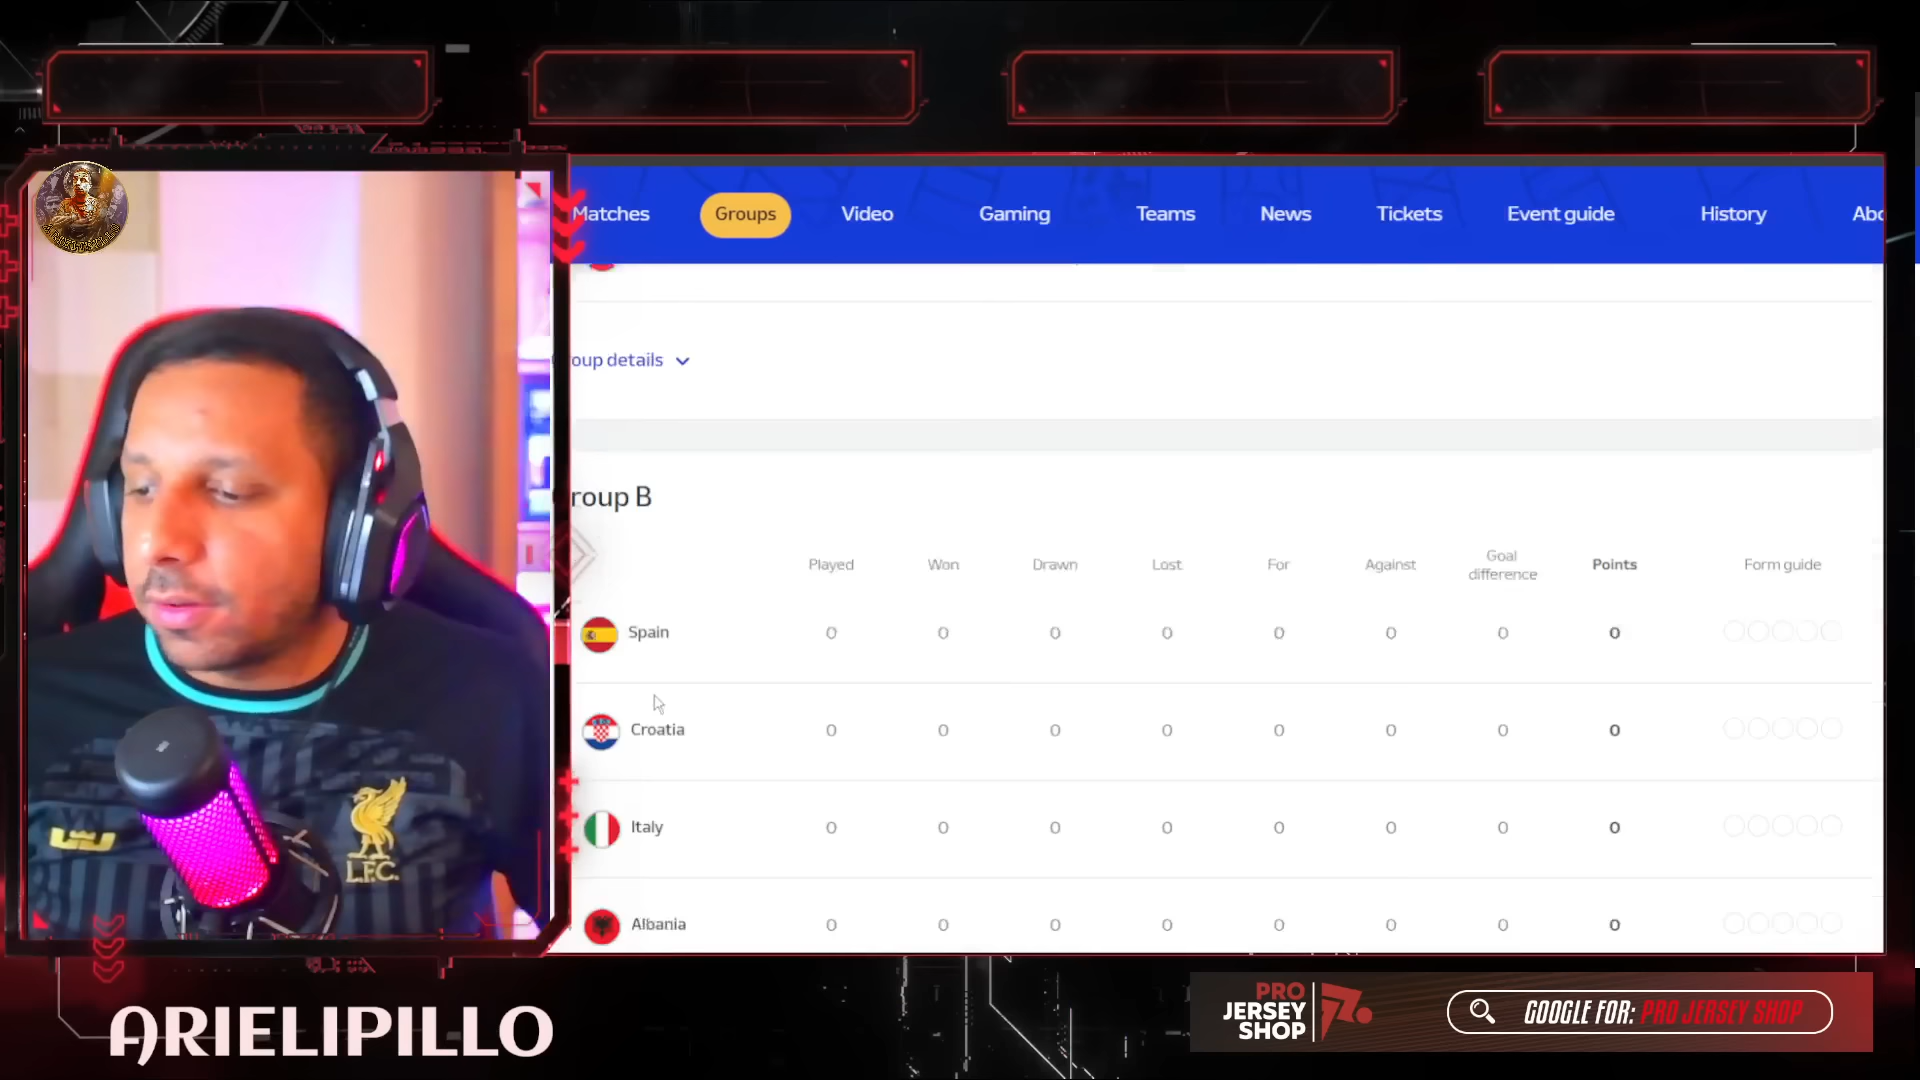 Matches Groups Video Gaming Teams News Tickets Event guide History Abo
oup details
roup B
Played Won Drawn Lost For Against Goal difference Points Form guide
Spain 0 0 0 0 0 0 0 0
Croatia 0 0 0 0 0 0 0 0
Italy 0 0 0 0 0 0 0 0
Albania 0 0 0 0 0 0 0 0
L.F.C.
ARIELIPILLO
PRO
JERSEY
SHOP
GOOGLE FOR: PRO JERSEY SHOP